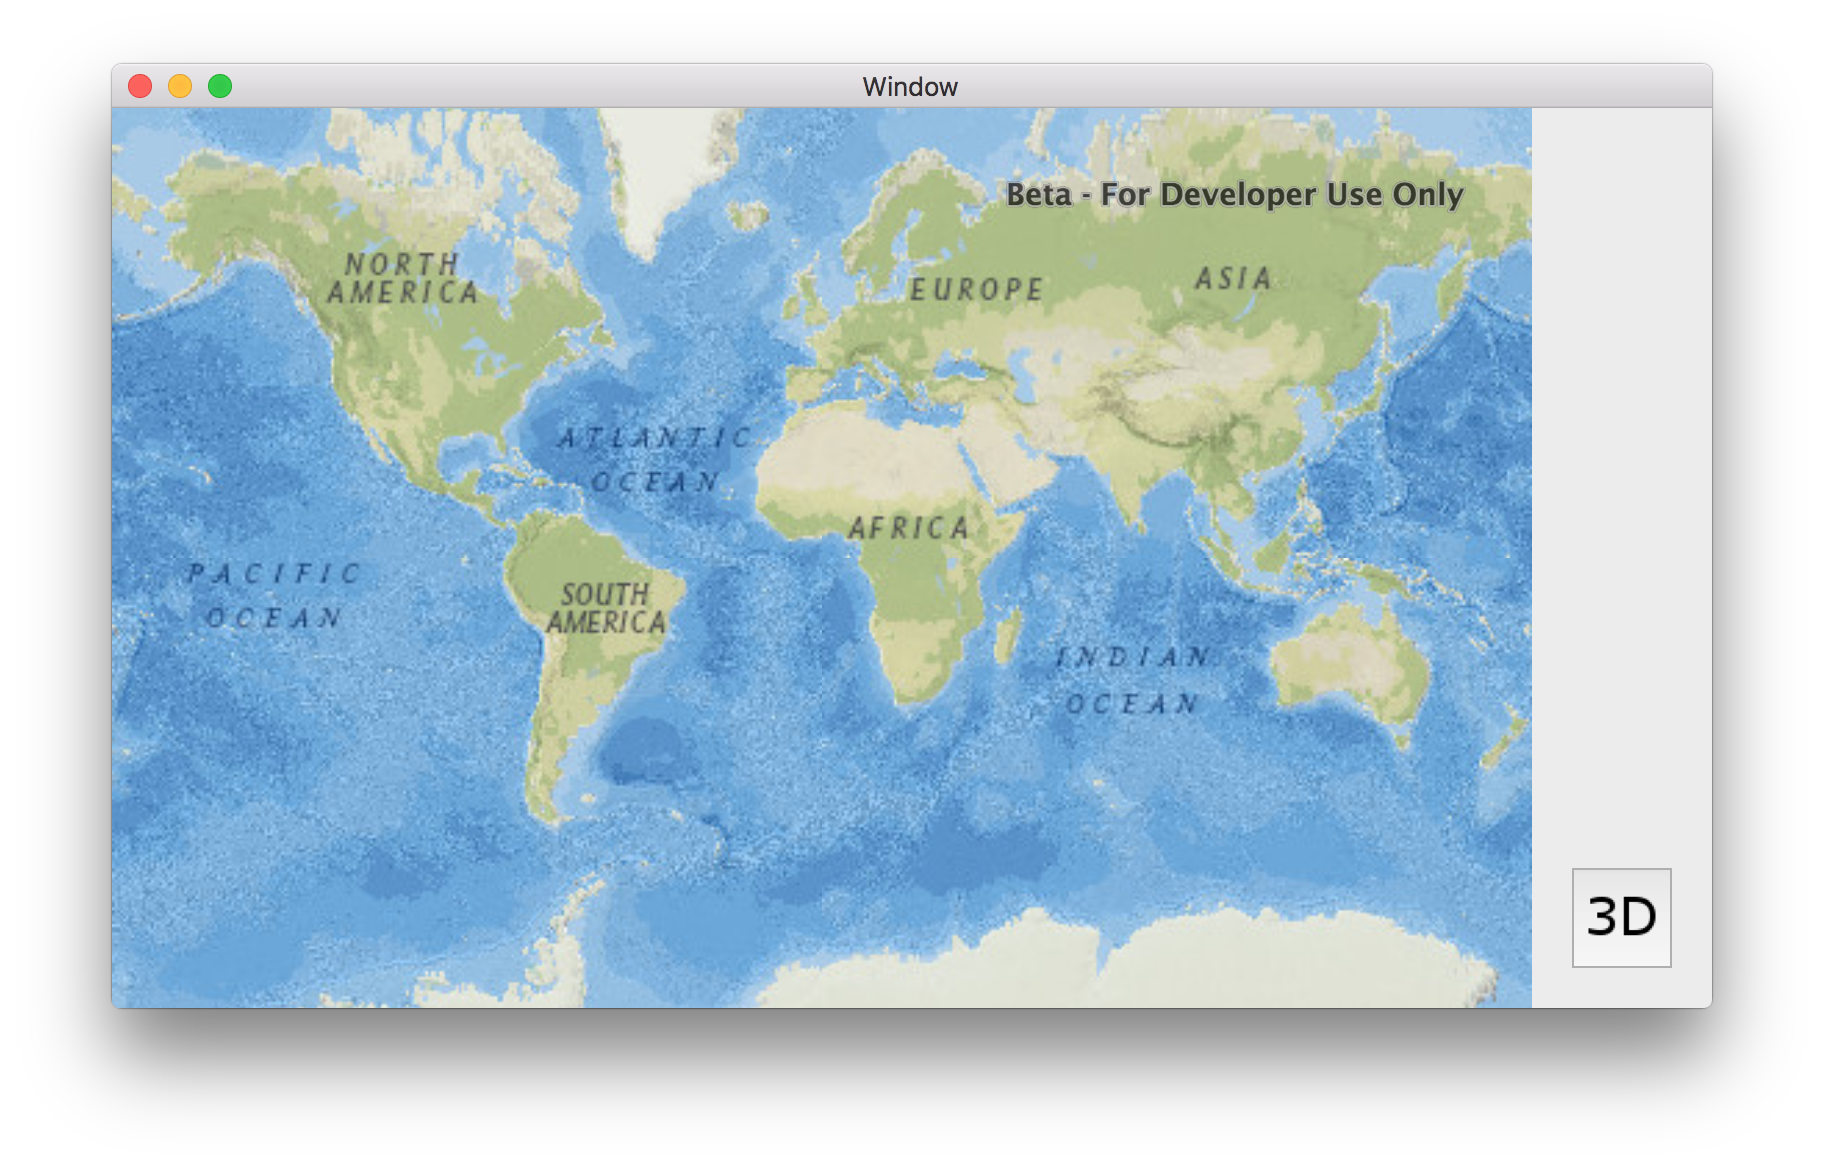 Window
Beta - For Developer Use Only
NORTH
AMERICA
EUROPE
ASIA
ATLANTIC
OCEAN
AFRICA
PACIFIC
OCEAN
SOUTH
AMERICA
INDIAN
OCEAN
3D